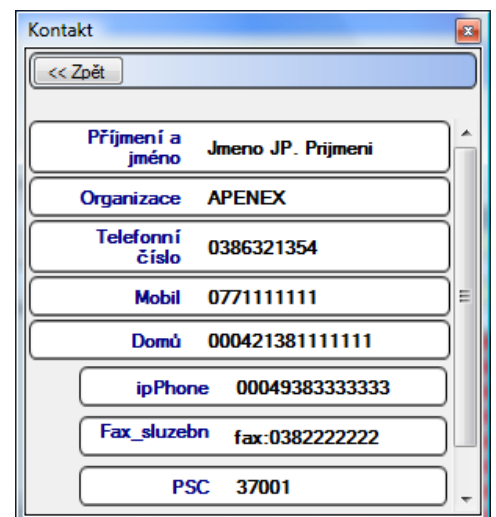 Kontakt
<< Zpět
Příjmení a
jméno
Jmeno JP. Prijmeni
Organizace APENEX
Telefonní
číslo
0386321354
Mobil 0771111111
Domů 000421381111111
ipPhone 00049383333333
Fax_sluzebn fax:0382222222
PSC 37001